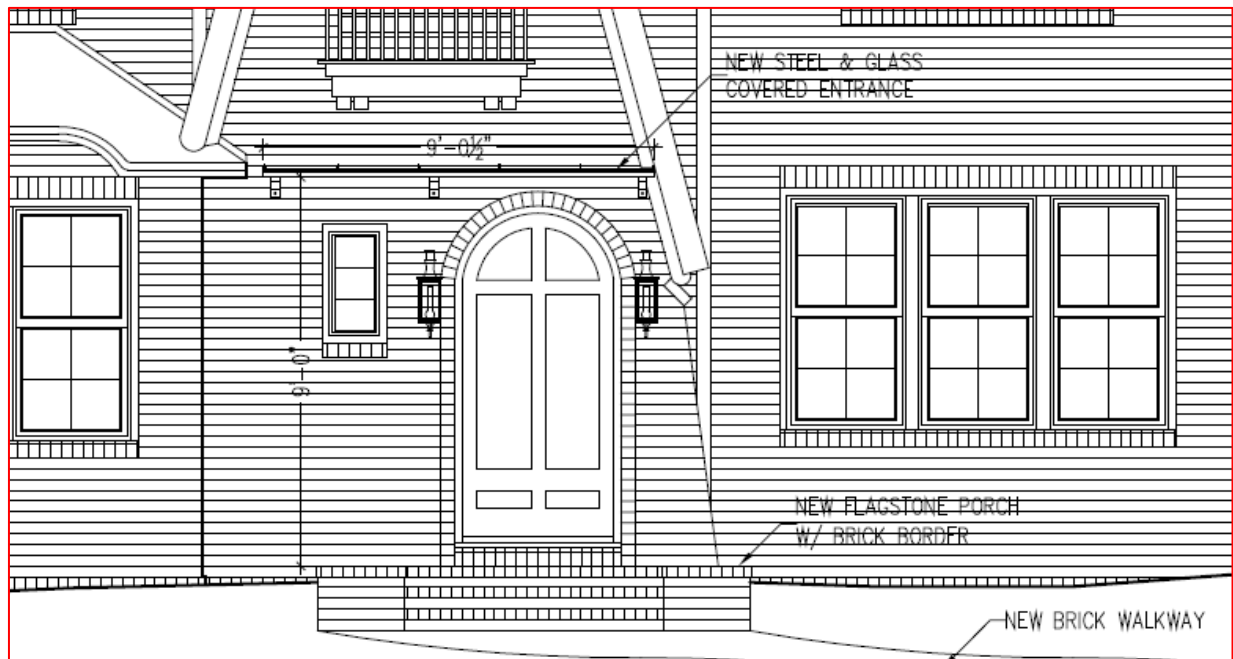 NEW STEEL & GLASS
COVERED ENTRANCE
9'-0½"
9'-0"
NEW FLAGSTONE PORCH
W/ BRICK BORDER
NEW BRICK WALKWAY